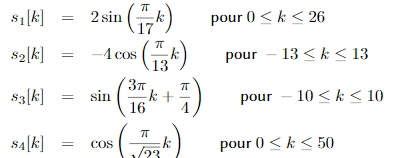 s₁[k] = 2 sin (π/17 k) pour 0 ≤ k ≤ 26
s₂[k] = −4 cos (π/13 k) pour − 13 ≤ k ≤ 13
s₃[k] = sin (3π/16 k + π/4) pour − 10 ≤ k ≤ 10
s₄[k] = cos (π/√23 k) pour 0 ≤ k ≤ 50